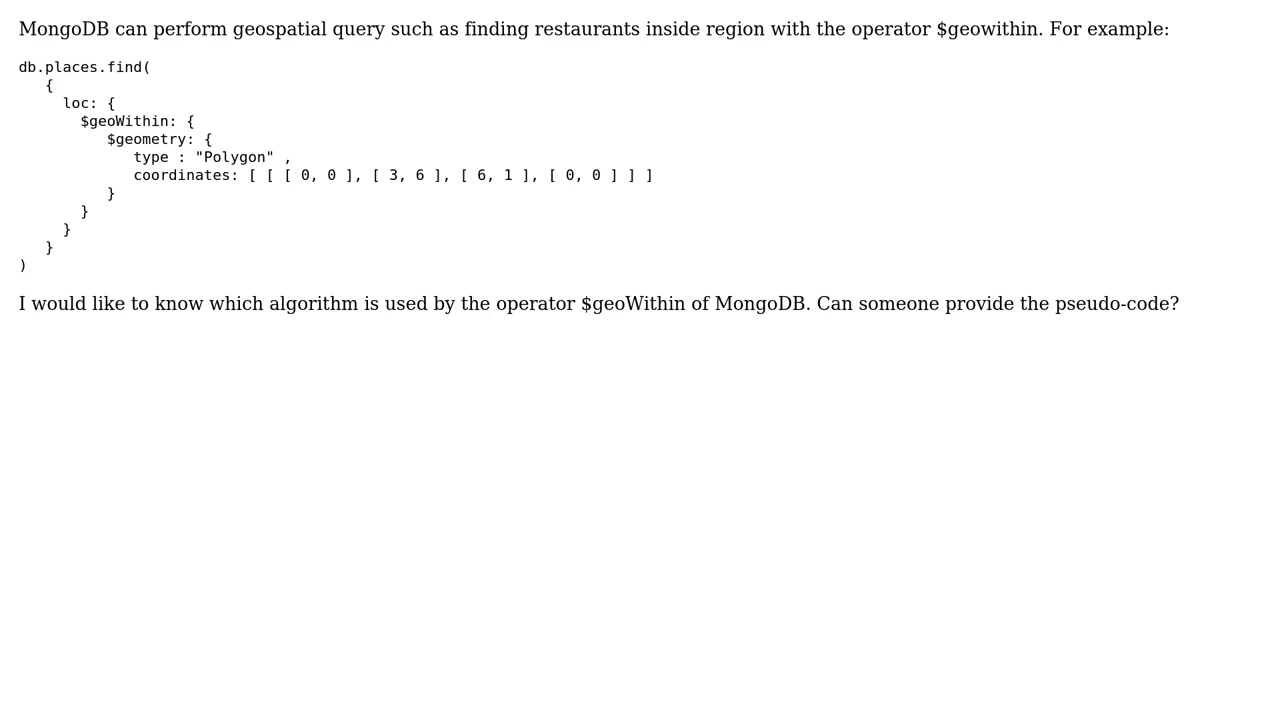 MongoDB can perform geospatial query such as finding restaurants inside region with the operator $geowithin. For example:
db.places.find(
   {
     loc: {
       $geoWithin: {
          $geometry: {
             type : "Polygon" ,
             coordinates: [ [ [ 0, 0 ], [ 3, 6 ], [ 6, 1 ], [ 0, 0 ] ] ]
          }
       }
     }
   }
)
I would like to know which algorithm is used by the operator $geoWithin of MongoDB. Can someone provide the pseudo-code?